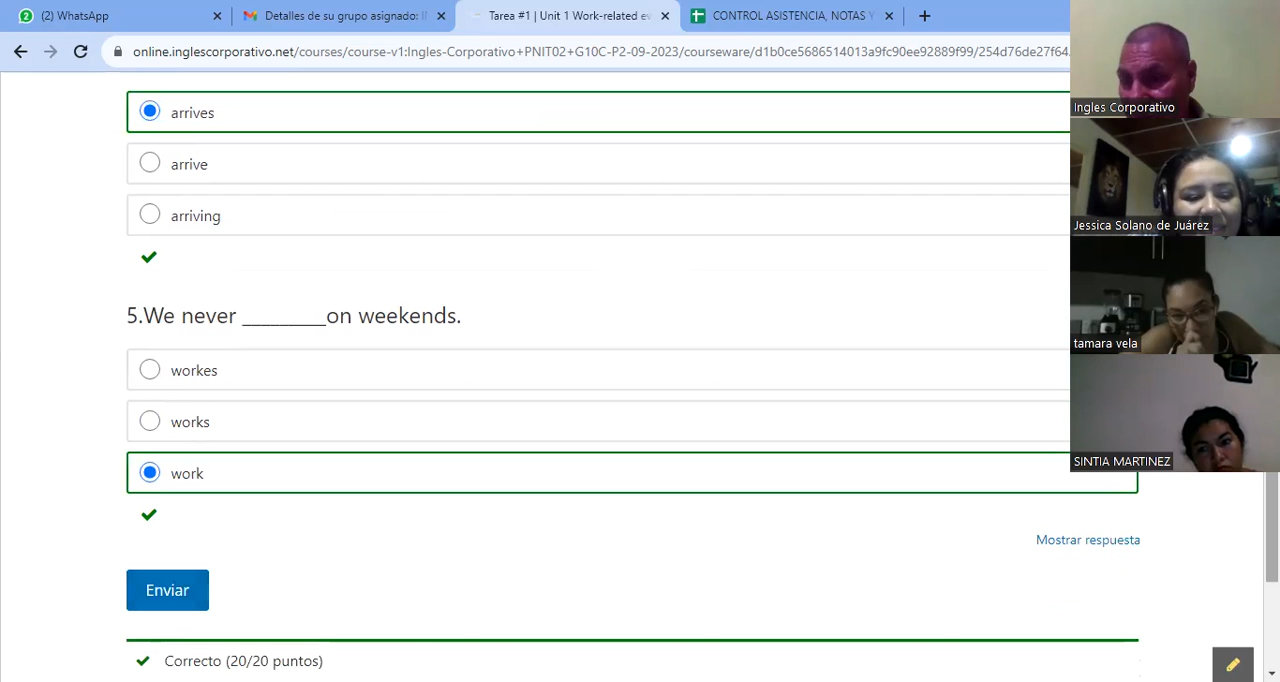 (2) WhatsApp
Detalles de su grupo asignado: I
Tarea #1 | Unit 1 Work-related ev
CONTROL ASISTENCIA, NOTAS Y
online.inglescorporativo.net/courses/course-v1:Ingles-Corporativo+PNIT02+G10C-P2-09-2023/courseware/d1b0ce5686514013a9fc90ee92889f99/254d76de27f64
Ingles Corporativo
arrives
arrive
arriving
Jessica Solano de Juárez
5.We never _________on weekends.
tamara vela
workes
works
SINTIA MARTINEZ
work
Mostrar respuesta
Enviar
Correcto (20/20 puntos)